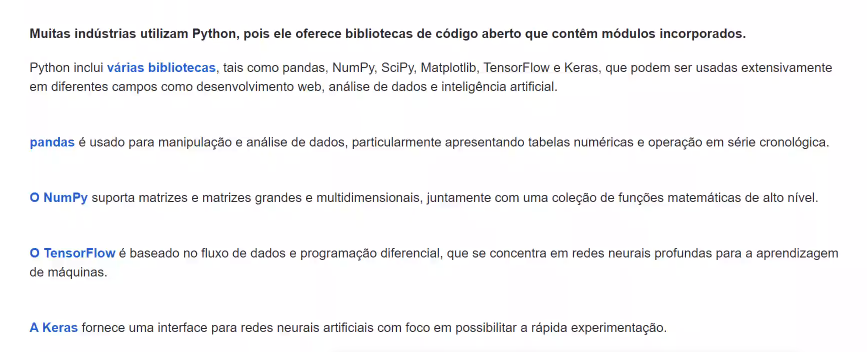 Muitas indústrias utilizam Python, pois ele oferece bibliotecas de código aberto que contêm módulos incorporados.
Python inclui várias bibliotecas, tais como pandas, NumPy, SciPy, Matplotlib, TensorFlow e Keras, que podem ser usadas extensivamente
em diferentes campos como desenvolvimento web, análise de dados e inteligência artificial.
pandas é usado para manipulação e análise de dados, particularmente apresentando tabelas numéricas e operação em série cronológica.
O NumPy suporta matrizes e matrizes grandes e multidimensionais, juntamente com uma coleção de funções matemáticas de alto nível.
O TensorFlow é baseado no fluxo de dados e programação diferencial, que se concentra em redes neurais profundas para a aprendizagem
de máquinas.
A Keras fornece uma interface para redes neurais artificiais com foco em possibilitar a rápida experimentação.